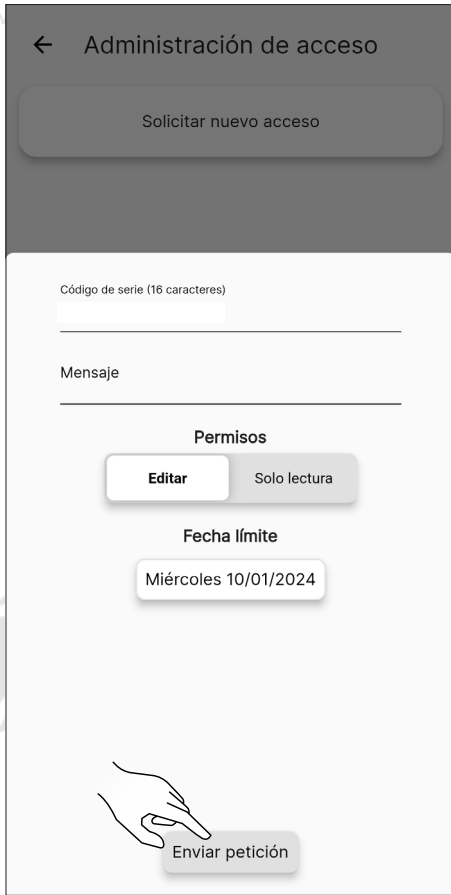 Administración de acceso
Solicitar nuevo acceso
Código de serie (16 caracteres)
Mensaje
Permisos
Editar Solo lectura
Fecha límite
Miércoles 10/01/2024
Enviar petición